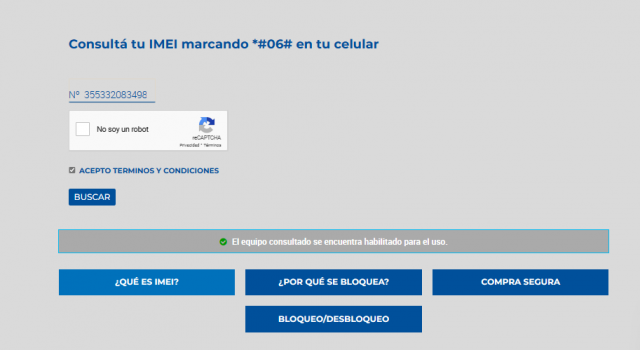 Consultá tu IMEI marcando *#06# en tu celular
Nº 355332083498
No soy un robot
reCAPTCHA
Privacidad * Términos
ACEPTO TERMINOS Y CONDICIONES
BUSCAR
El equipo consultado se encuentra habilitado para el uso.
¿QUÉ ES IMEI?
¿POR QUÉ SE BLOQUEA?
COMPRA SEGURA
BLOQUEO/DESBLOQUEO